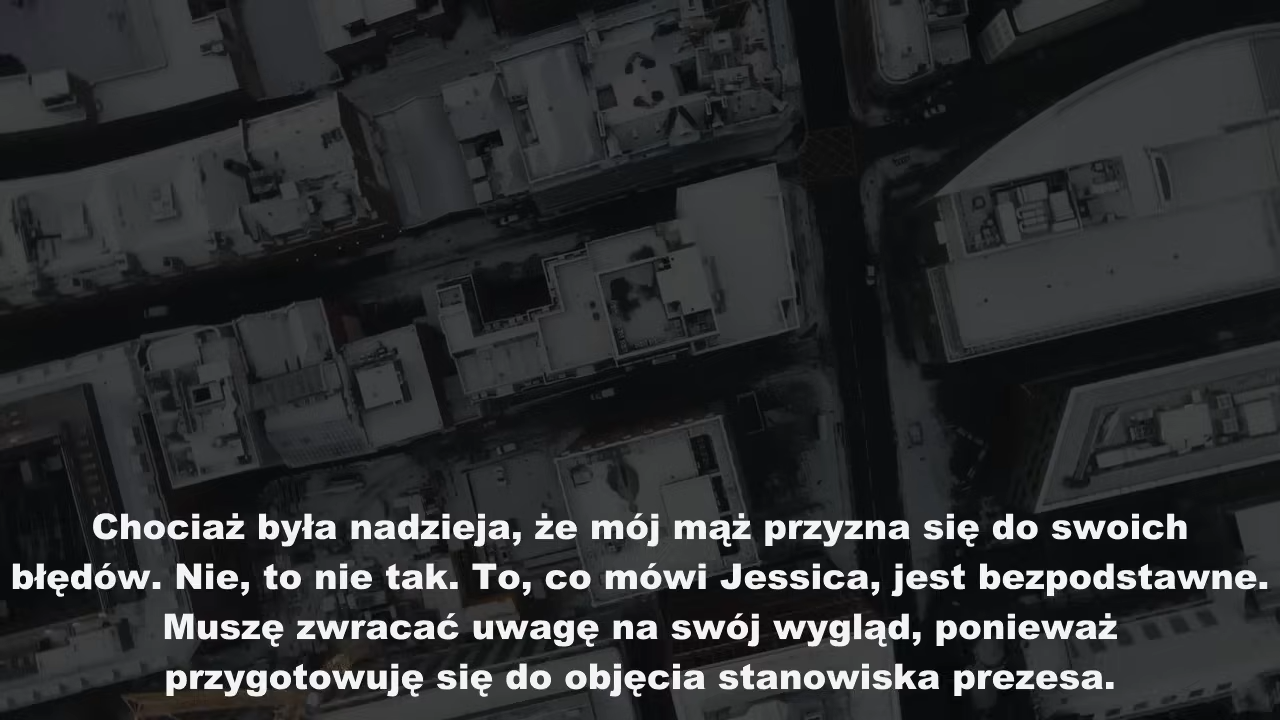 Chociaż była nadzieja, że mój mąż przyzna się do swoich
błędów. Nie, to nie tak. To, co mówi Jessica, jest bezpodstawne.
Muszę zwracać uwagę na swój wygląd, ponieważ
przygotowuję się do objęcia stanowiska prezesa.